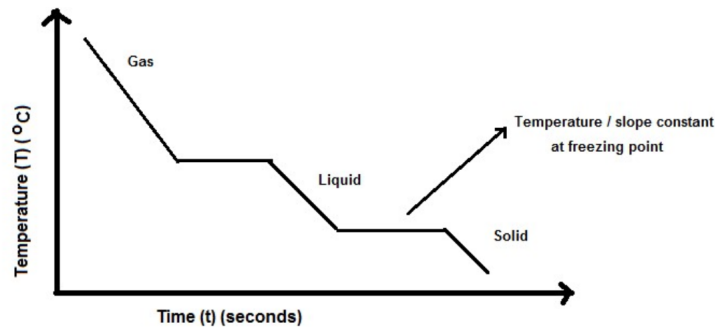 Gas
Temperature / slope constant
at freezing point
Liquid
Solid
Temperature (T) (°C)
Time (t) (seconds)